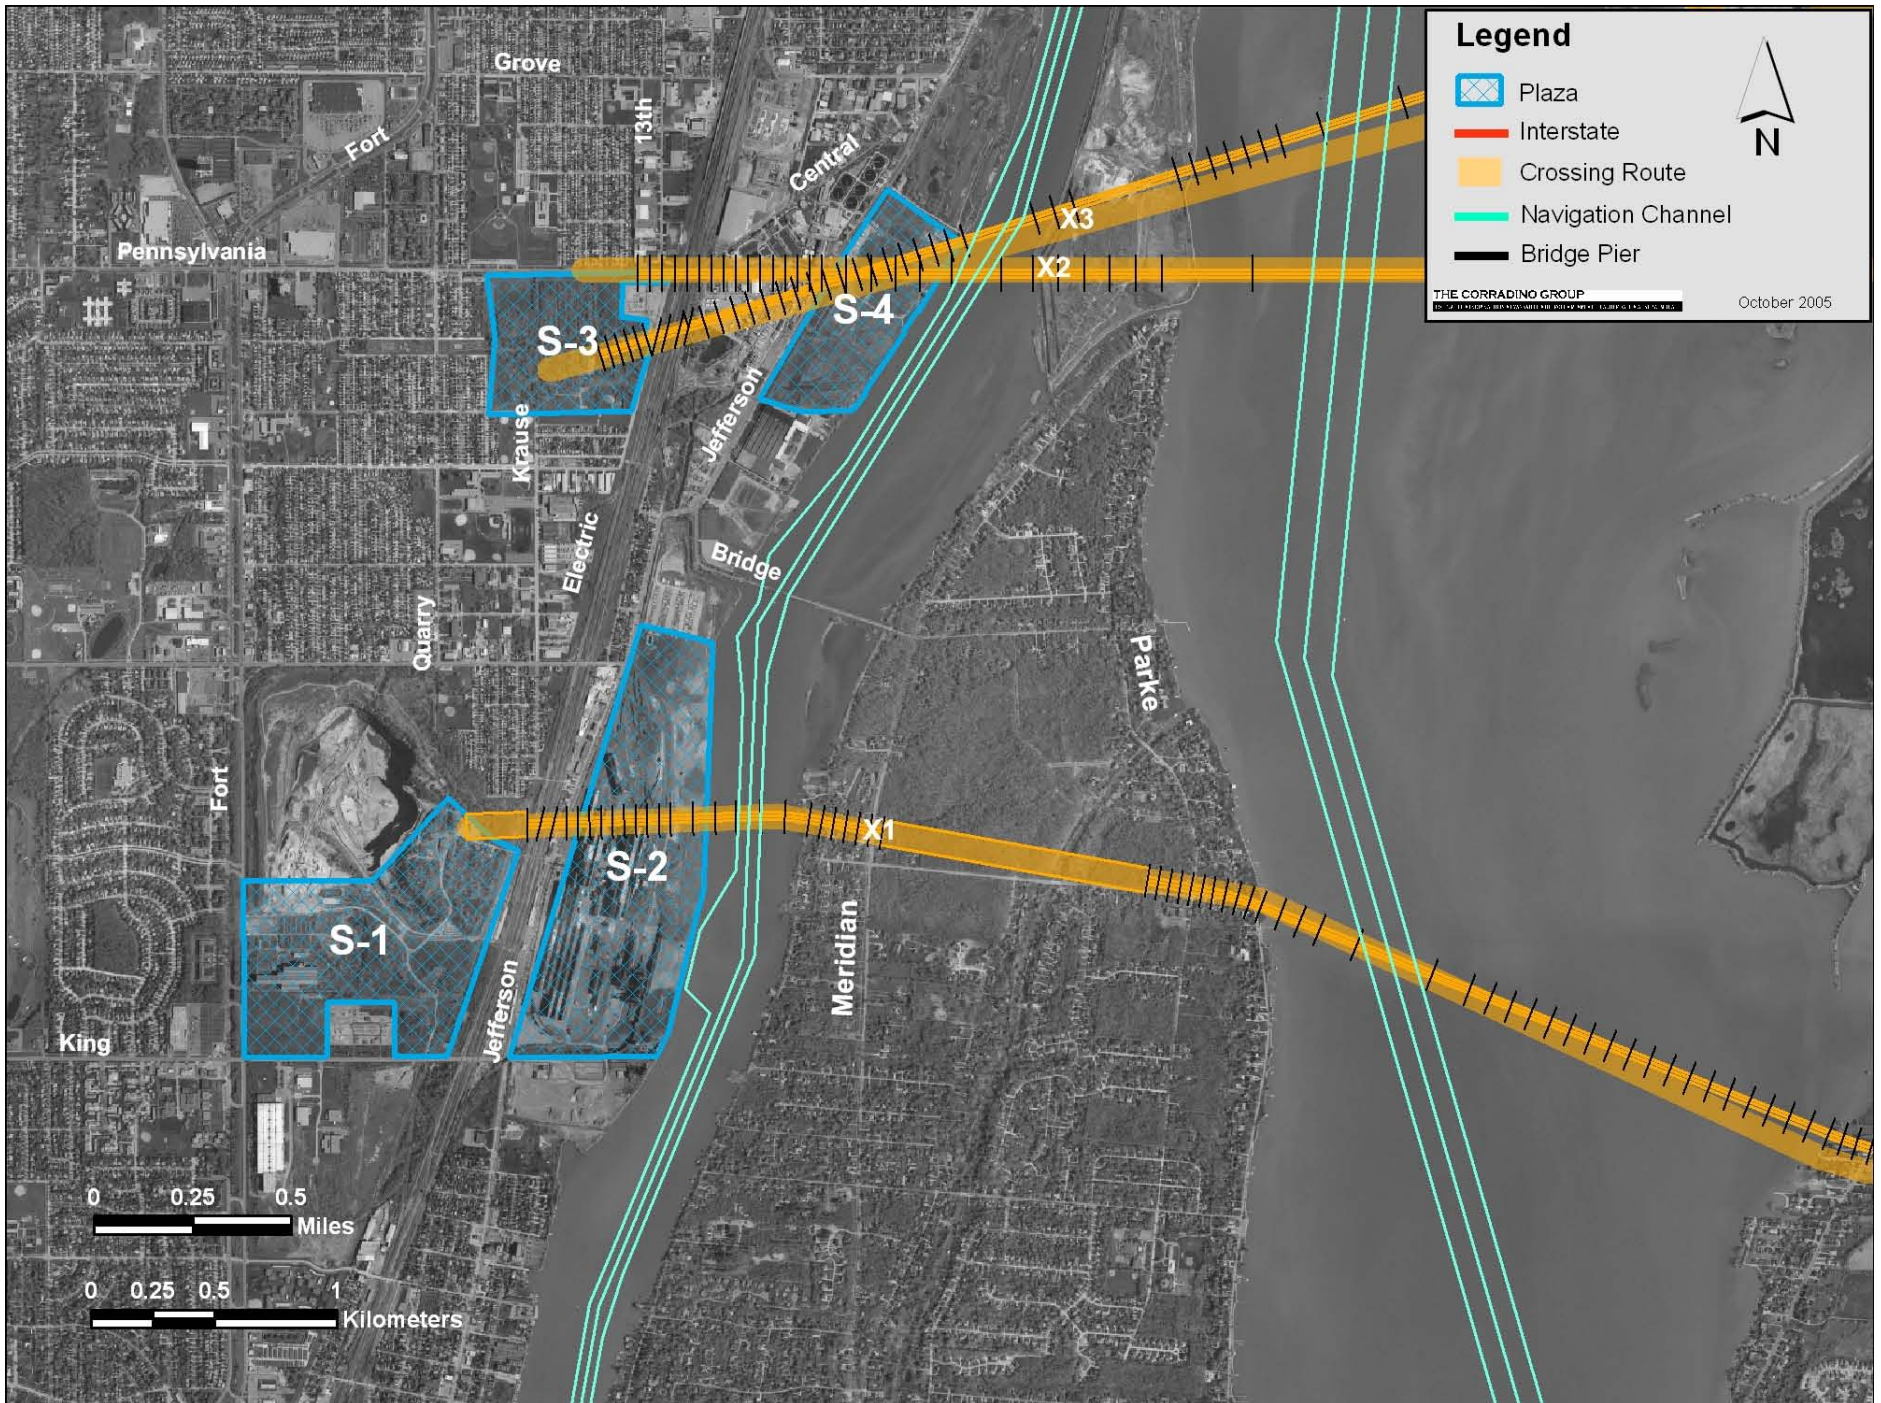 Legend
Plaza
Interstate
Crossing Route
Navigation Channel
Bridge Pier
N
THE CORRADINO GROUP
October 2005
Grove
13th
Fort
Central
Pennsylvania
X3
X2
S-4
S-3
Jefferson
Krause
Electric
Bridge
Quarry
Parke
Fort
X1
S-2
S-1
Meridian
Jefferson
King
0 0.25 0.5
Miles
0 0.25 0.5 1
Kilometers